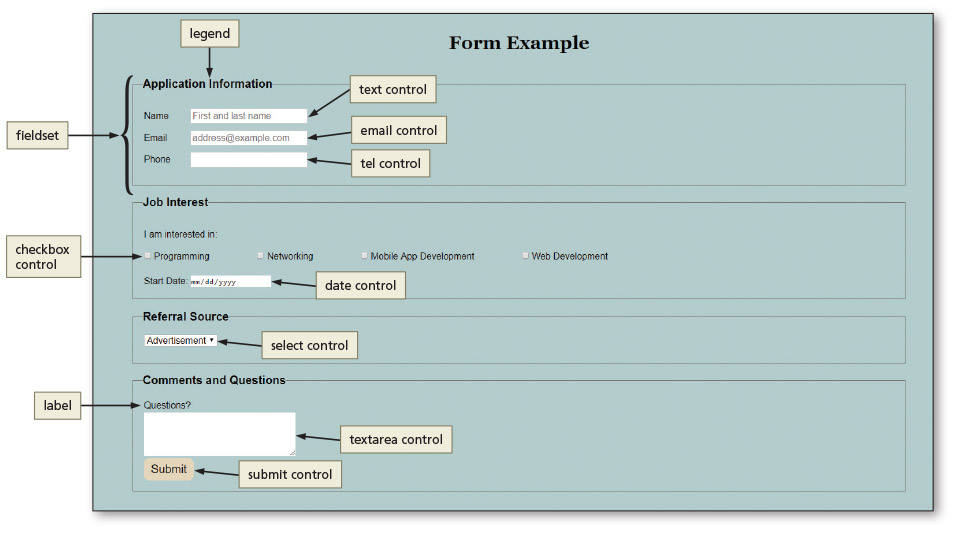 legend
Form Example
Application Information
text control
Name First and last name
email control
fieldset
Email address@example.com
Phone
tel control
Job Interest
I am interested in:
checkbox
control
Programming Networking Mobile App Development Web Development
Start Date: mm/dd/yyyy
date control
Referral Source
Advertisement
select control
Comments and Questions
label
Questions?
textarea control
Submit
submit control